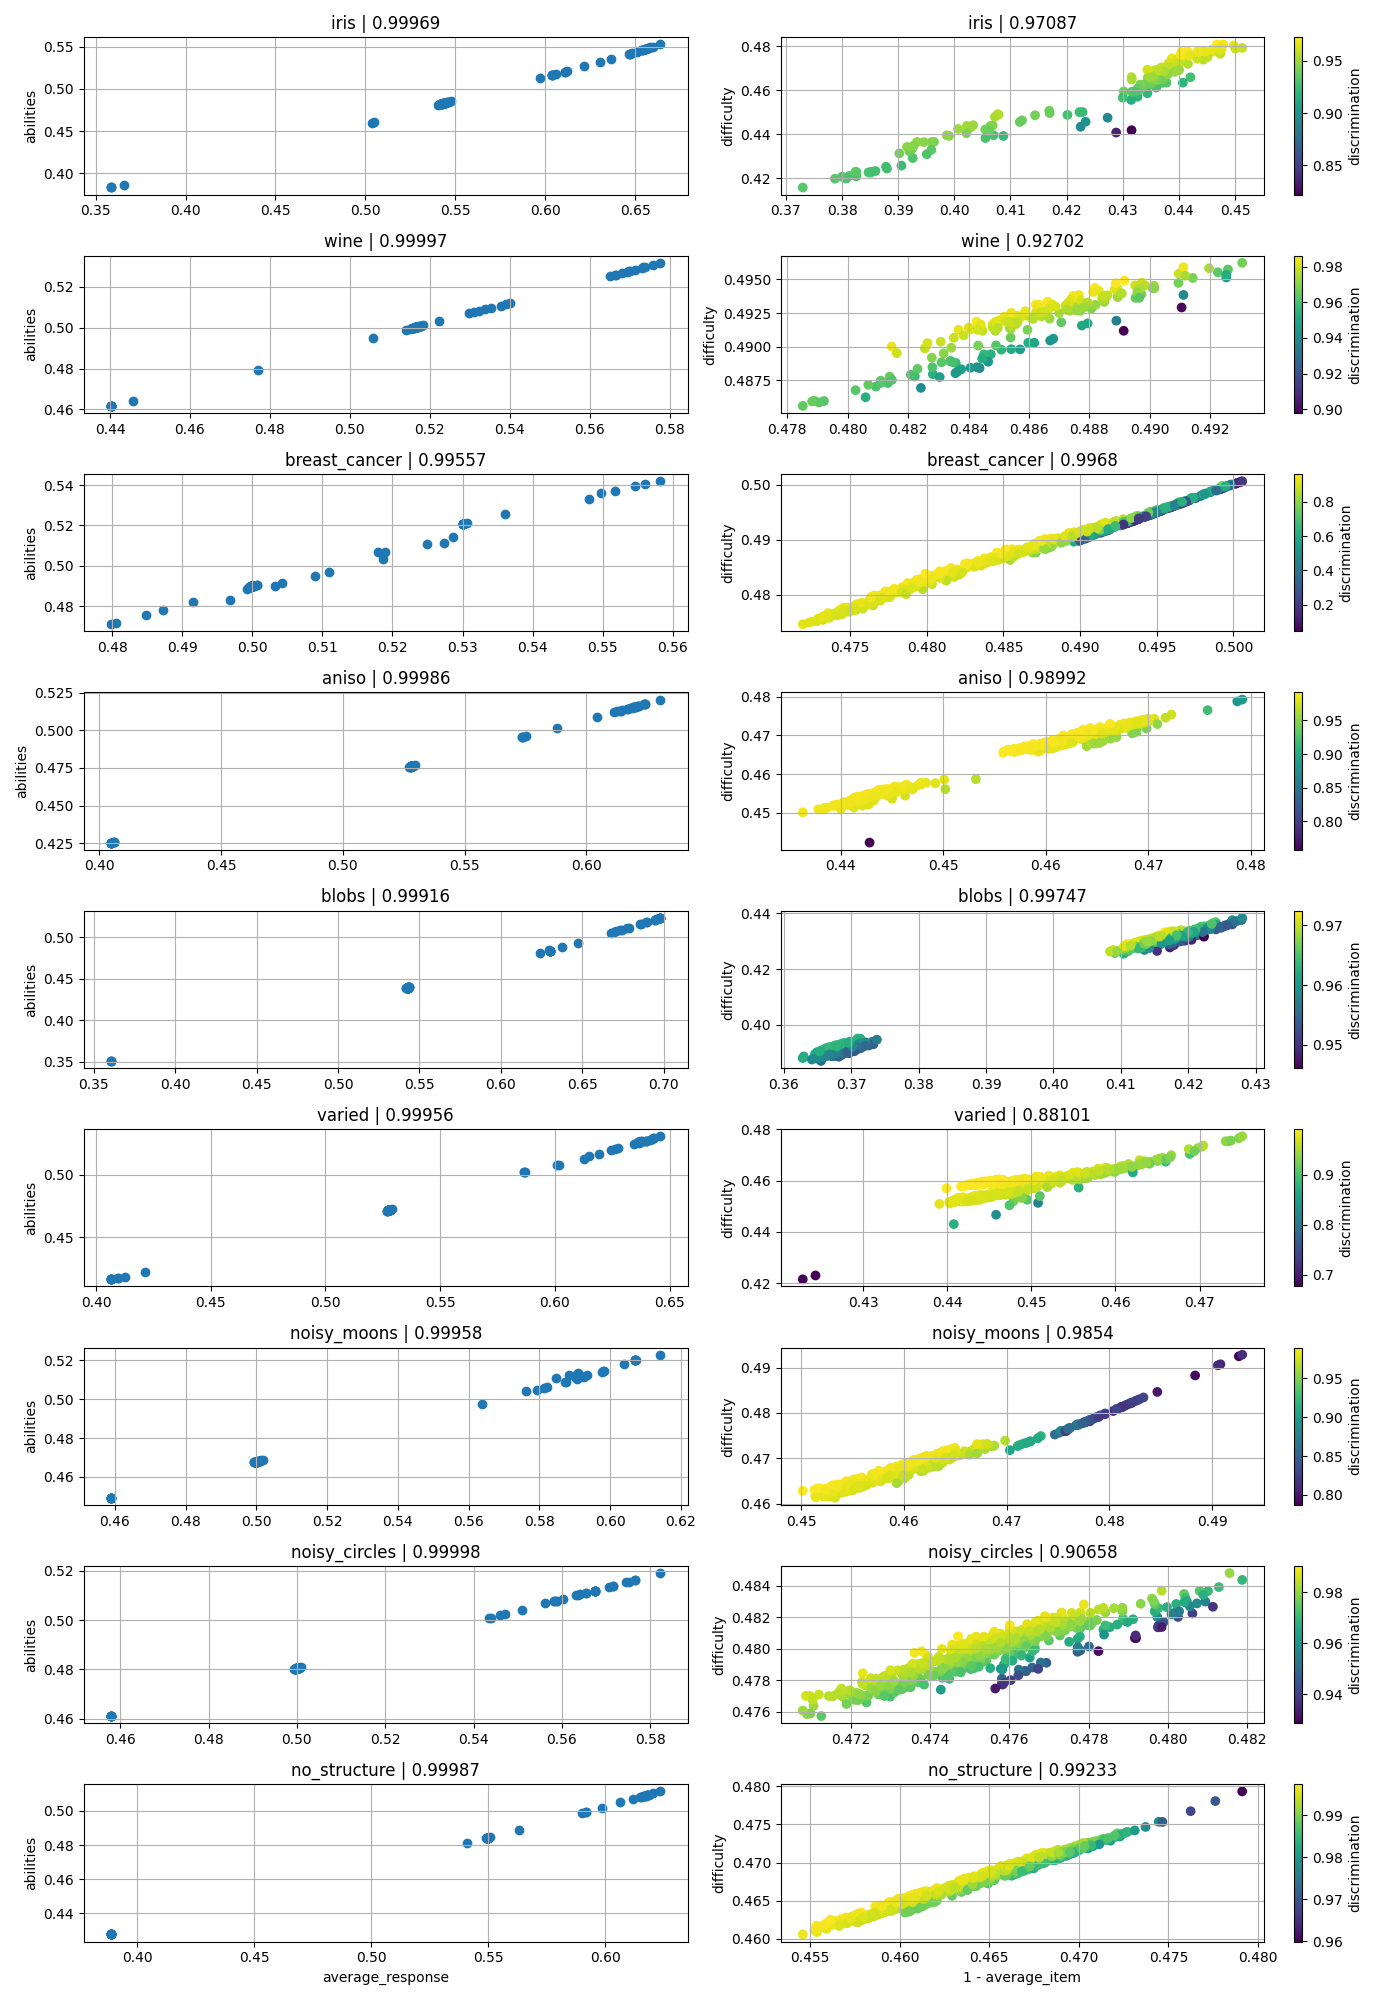 iris | 0.99969
abilities
0.55
0.50
0.45
0.40
0.35 0.40 0.45 0.50 0.55 0.60 0.65
iris | 0.97087
difficulty
0.48
0.46
0.44
0.42
0.37 0.38 0.39 0.40 0.41 0.42 0.43 0.44 0.45
0.95
0.90
0.85
discrimination
wine | 0.99997
abilities
0.52
0.50
0.48
0.46
0.44 0.46 0.48 0.50 0.52 0.54 0.56 0.58
wine | 0.92702
difficulty
0.4950
0.4925
0.4900
0.4875
0.478 0.480 0.482 0.484 0.486 0.488 0.490 0.492
0.98
0.96
0.94
0.92
0.90
discrimination
breast_cancer | 0.99557
abilities
0.54
0.52
0.50
0.48
0.48 0.49 0.50 0.51 0.52 0.53 0.54 0.55 0.56
breast_cancer | 0.9968
difficulty
0.50
0.49
0.48
0.475 0.480 0.485 0.490 0.495 0.500
0.8
0.6
0.4
0.2
discrimination
aniso | 0.99986
abilities
0.525
0.500
0.475
0.450
0.425
0.40 0.45 0.50 0.55 0.60
aniso | 0.98992
difficulty
0.48
0.47
0.46
0.45
0.44 0.45 0.46 0.47 0.48
0.95
0.90
0.85
0.80
discrimination
blobs | 0.99916
abilities
0.50
0.45
0.40
0.35
0.35 0.40 0.45 0.50 0.55 0.60 0.65 0.70
blobs | 0.99747
difficulty
0.44
0.42
0.40
0.36 0.37 0.38 0.39 0.40 0.41 0.42 0.43
0.97
0.96
0.95
discrimination
varied | 0.99956
abilities
0.50
0.45
0.40 0.45 0.50 0.55 0.60 0.65
varied | 0.88101
difficulty
0.48
0.46
0.44
0.42
0.43 0.44 0.45 0.46 0.47
0.9
0.8
0.7
discrimination
noisy_moons | 0.99958
abilities
0.52
0.50
0.48
0.46
0.46 0.48 0.50 0.52 0.54 0.56 0.58 0.60 0.62
noisy_moons | 0.9854
difficulty
0.49
0.48
0.47
0.46
0.45 0.46 0.47 0.48 0.49
0.95
0.90
0.85
0.80
discrimination
noisy_circles | 0.99998
abilities
0.52
0.50
0.48
0.46
0.46 0.48 0.50 0.52 0.54 0.56 0.58
noisy_circles | 0.90658
difficulty
0.484
0.482
0.480
0.478
0.476
0.472 0.474 0.476 0.478 0.480 0.482
0.98
0.96
0.94
discrimination
no_structure | 0.99987
abilities
0.50
0.48
0.46
0.44
0.40 0.45 0.50 0.55 0.60
average_response
no_structure | 0.99233
difficulty
0.480
0.475
0.470
0.465
0.460
0.455 0.460 0.465 0.470 0.475 0.480
1 - average_item
0.99
0.98
0.97
0.96
discrimination